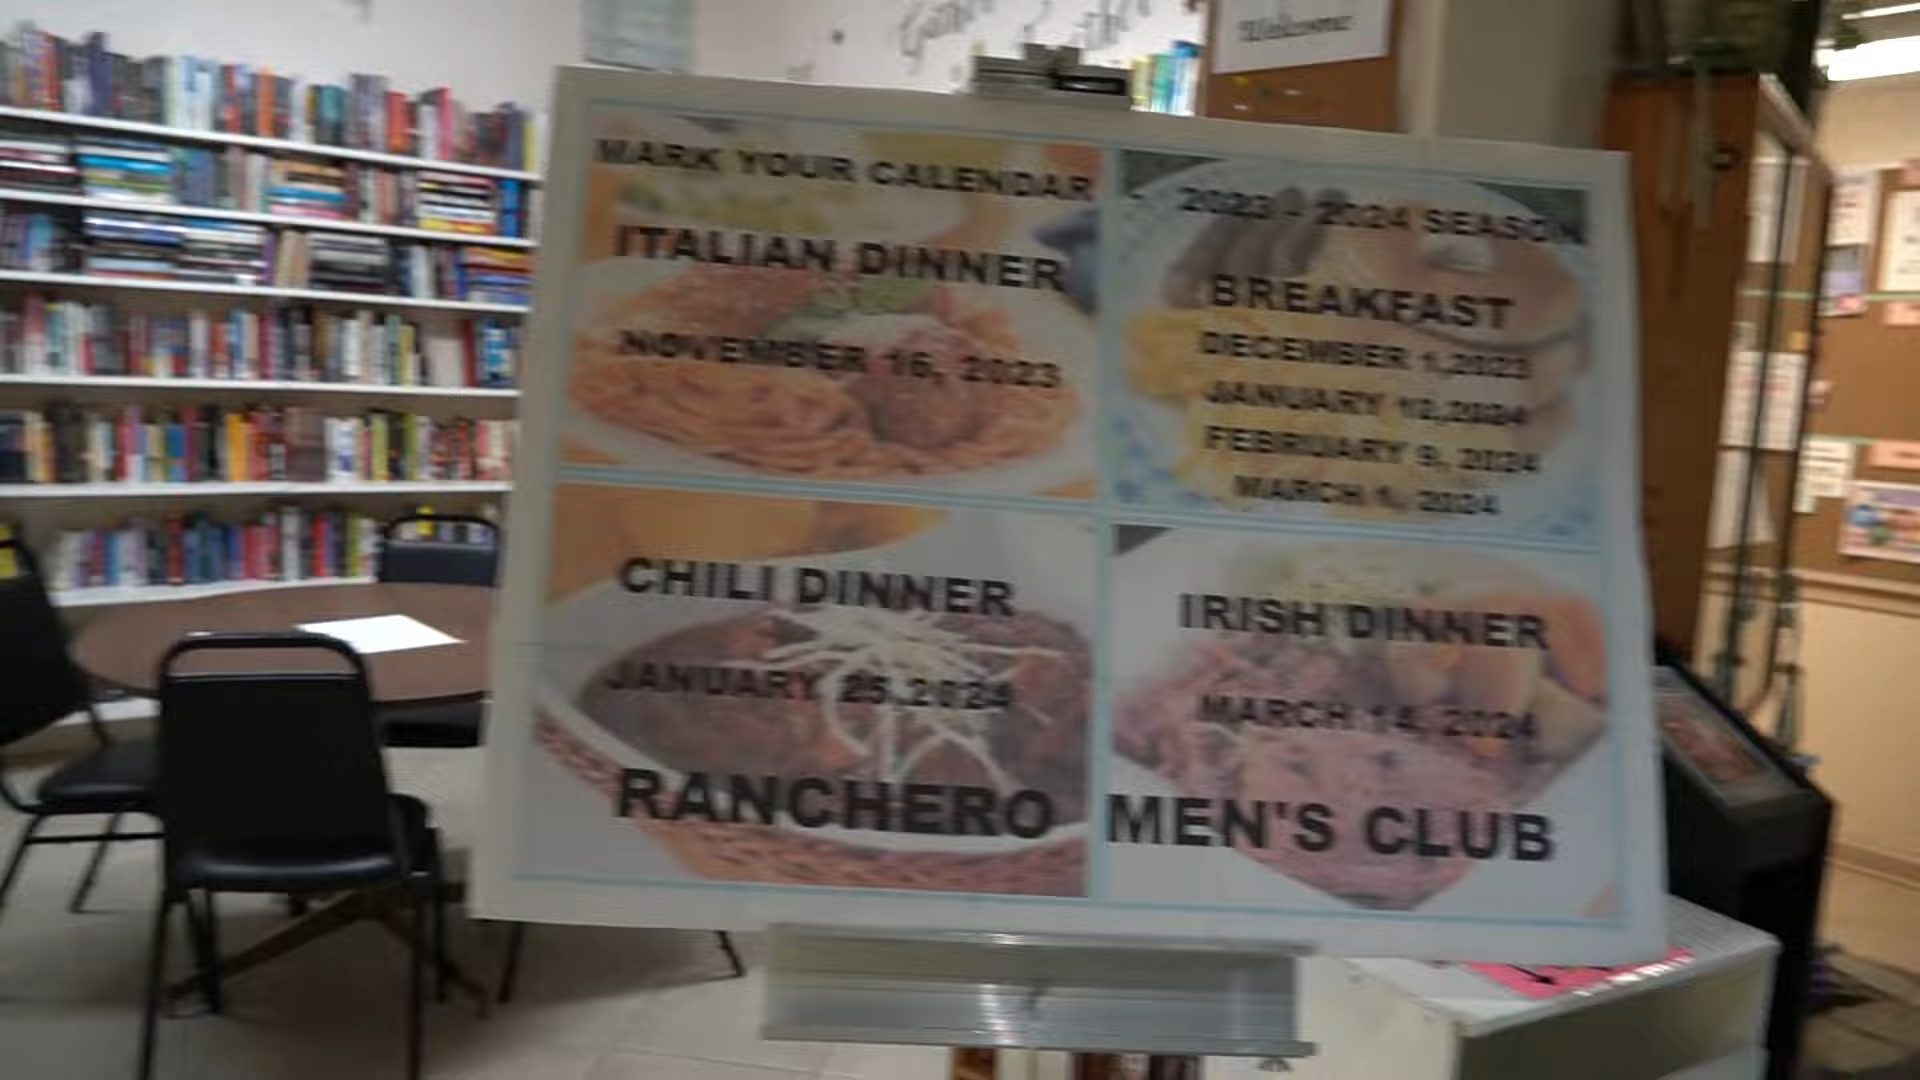 Welcome
MARK YOUR CALENDAR
ITALIAN DINNER
NOVEMBER 16, 2023
2023 - 2024 SEASON
BREAKFAST
DECEMBER 1,2023
JANUARY 12,2024
FEBRUARY 9, 2024
MARCH 1, 2024
CHILI DINNER
JANUARY 25,2024
IRISH DINNER
MARCH 14, 2024
RANCHERO MEN'S CLUB